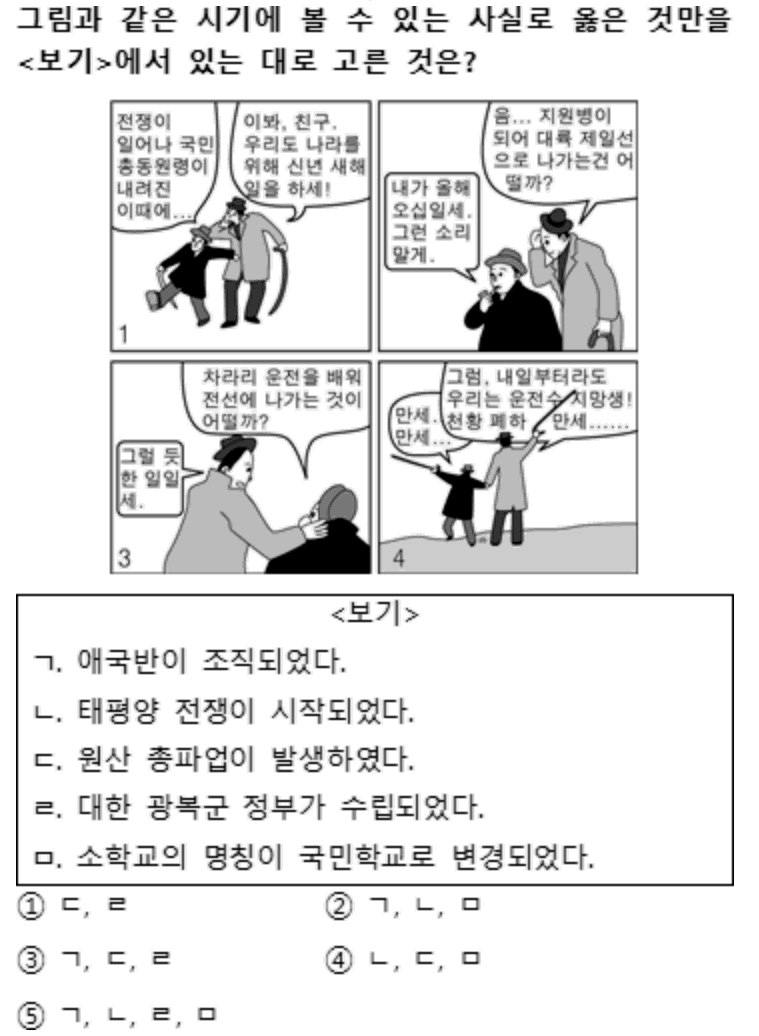 그림과 같은 시기에 볼 수 있는 사실로 옳은 것만을
<보기>에서 있는 대로 고른 것은?
전쟁이
일어나 국민
총동원령이
내려진
이때에...
이봐, 친구.
우리도 나라를
위해 신년 새해
일을 하세!
1
음... 지원병이
되어 대륙 제일선
으로 나가는건 어
떨까?
내가 올해
오십일세.
그런 소리
말게.
차라리 운전을 배워
전선에 나가는 것이
어떨까?
그럴 듯
한 일일
세.
3
그럼, 내일부터라도
우리는 운전수 지망생!
천황 폐하 만세......
만세.
만세...
4
<보기>
ㄱ. 애국반이 조직되었다.
ㄴ. 태평양 전쟁이 시작되었다.
ㄷ. 원산 총파업이 발생하였다.
ㄹ. 대한 광복군 정부가 수립되었다.
ㅁ. 소학교의 명칭이 국민학교로 변경되었다.
① ㄷ, ㄹ ② ㄱ, ㄴ, ㅁ
③ ㄱ, ㄷ, ㄹ ④ ㄴ, ㄷ, ㅁ
⑤ ㄱ, ㄴ, ㄹ, ㅁ